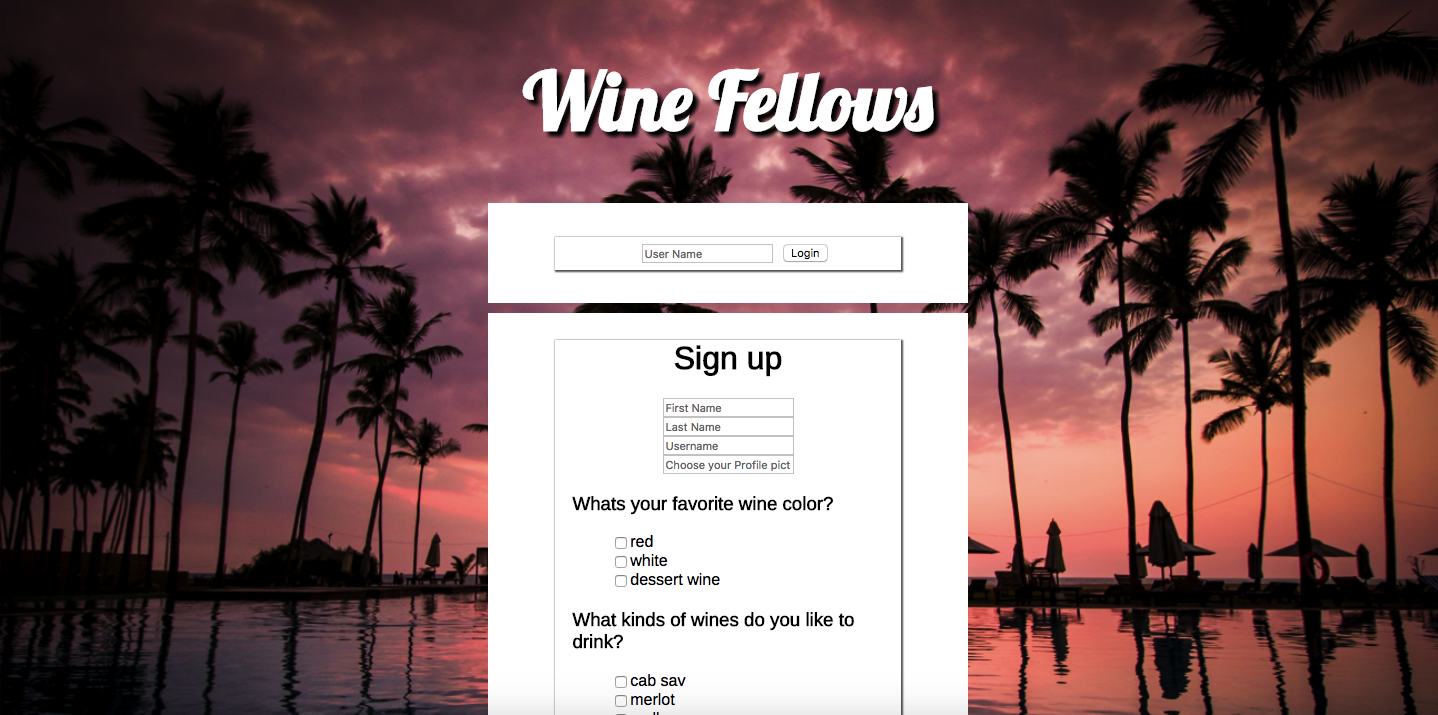 Wine Fellows
User Name Login
Sign up
First Name
Last Name
Username
Choose your Profile pict
Whats your favorite wine color?
red
white
dessert wine
What kinds of wines do you like to
drink?
cab sav
merlot